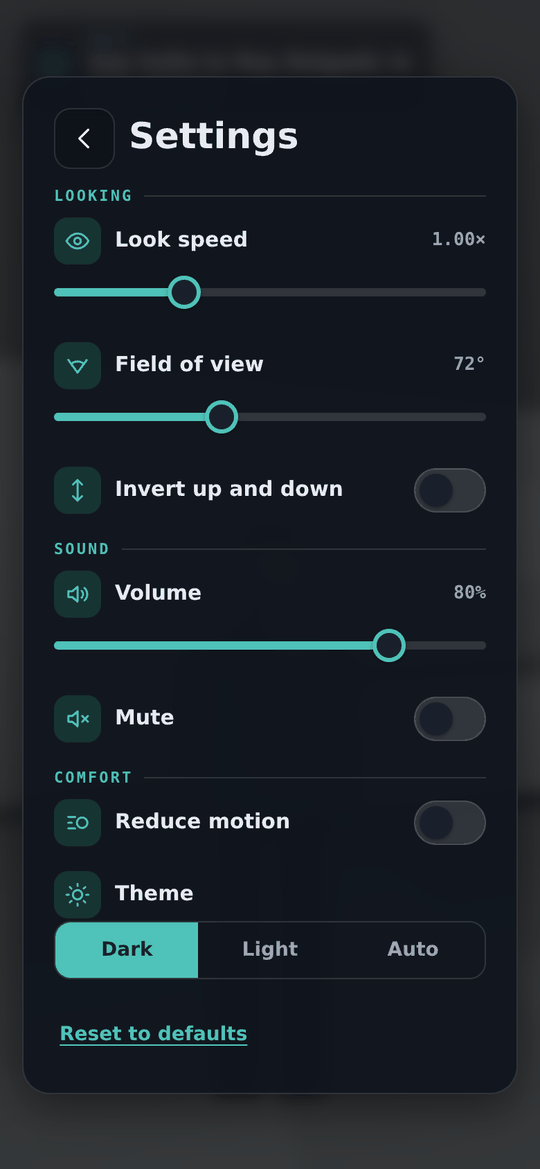 Settings
LOOKING
Look speed 1.00×
Field of view 72°
Invert up and down
SOUND
Volume 80%
Mute
COMFORT
Reduce motion
Theme
Dark Light Auto
Reset to defaults